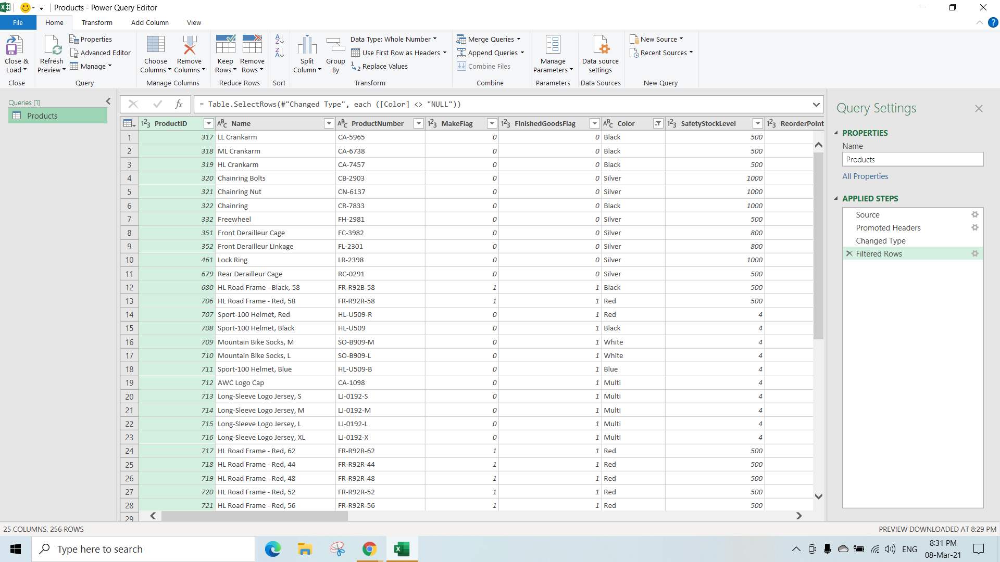 Products - Power Query Editor
File Home Transform Add Column View
Close & Load
Close
Refresh Preview
Properties
Advanced Editor
Manage
Query
Choose Columns
Remove Columns
Manage Columns
Keep Rows
Remove Rows
Reduce Rows
Sort
Split Column
Group By
Data Type: Whole Number
Use First Row as Headers
Replace Values
Transform
Merge Queries
Append Queries
Combine Files
Combine
Manage Parameters
Parameters
Data source settings
Data Sources
New Source
Recent Sources
New Query
Queries [1]
Products
fx = Table.SelectRows(#"Changed Type", each ([Color] <> "NULL"))
ProductID Name ProductNumber MakeFlag FinishedGoodsFlag Color SafetyStockLevel ReorderPoint
1 317 LL Crankarm CA-5965 0 0 Black 500
2 318 ML Crankarm CA-6738 0 0 Black 500
3 319 HL Crankarm CA-7457 0 0 Black 500
4 320 Chainring Bolts CB-2903 0 0 Silver 1000
5 321 Chainring Nut CN-6137 0 0 Silver 1000
6 322 Chainring CR-7833 0 0 Black 1000
7 332 Freewheel FH-2981 0 0 Silver 500
8 351 Front Derailleur Cage FC-3982 0 0 Silver 800
9 352 Front Derailleur Linkage FL-2301 0 0 Silver 800
10 461 Lock Ring LR-2398 0 0 Silver 1000
11 679 Rear Derailleur Cage RC-0291 0 0 Silver 500
12 680 HL Road Frame - Black, 58 FR-R92B-58 1 1 Black 500
13 706 HL Road Frame - Red, 58 FR-R92R-58 1 1 Red 500
14 707 Sport-100 Helmet, Red HL-U509-R 0 1 Red 4
15 708 Sport-100 Helmet, Black HL-U509 0 1 Black 4
16 709 Mountain Bike Socks, M SO-B909-M 0 1 White 4
17 710 Mountain Bike Socks, L SO-B909-L 0 1 White 4
18 711 Sport-100 Helmet, Blue HL-U509-B 0 1 Blue 4
19 712 AWC Logo Cap CA-1098 0 1 Multi 4
20 713 Long-Sleeve Logo Jersey, S LJ-0192-S 0 1 Multi 4
21 714 Long-Sleeve Logo Jersey, M LJ-0192-M 0 1 Multi 4
22 715 Long-Sleeve Logo Jersey, L LJ-0192-L 0 1 Multi 4
23 716 Long-Sleeve Logo Jersey, XL LJ-0192-X 0 1 Multi 4
24 717 HL Road Frame - Red, 62 FR-R92R-62 1 1 Red 500
25 718 HL Road Frame - Red, 44 FR-R92R-44 1 1 Red 500
26 719 HL Road Frame - Red, 48 FR-R92R-48 1 1 Red 500
27 720 HL Road Frame - Red, 52 FR-R92R-52 1 1 Red 500
28 721 HL Road Frame - Red, 56 FR-R92R-56 1 1 Red 500
29
Query Settings
PROPERTIES
Name
Products
All Properties
APPLIED STEPS
Source
Promoted Headers
Changed Type
Filtered Rows
25 COLUMNS, 256 ROWS
PREVIEW DOWNLOADED AT 8:29 PM
Type here to search
ENG
8:31 PM
08-Mar-21